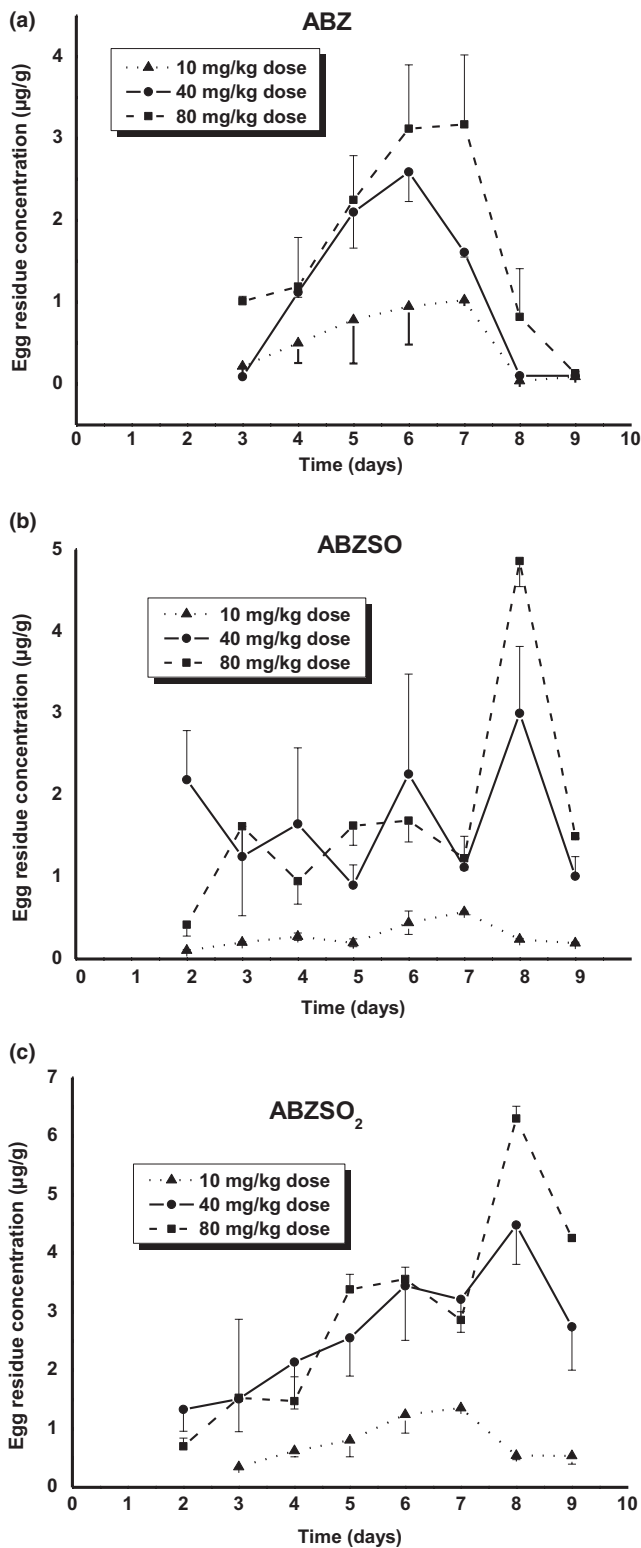 (a)
ABZ
Egg residue concentration (µg/g)
4
3
2
1
0
10 mg/kg dose
40 mg/kg dose
80 mg/kg dose
0 1 2 3 4 5 6 7 8 9 10
Time (days)
(b)
ABZSO
Egg residue concentration (µg/g)
5
4
3
2
1
0
10 mg/kg dose
40 mg/kg dose
80 mg/kg dose
0 1 2 3 4 5 6 7 8 9
Time (days)
(c)
ABZSO₂
Egg residue concentration (µg/g)
7
6
5
4
3
2
1
0
10 mg/kg dose
40 mg/kg dose
80 mg/kg dose
0 1 2 3 4 5 6 7 8 9 10
Time (days)